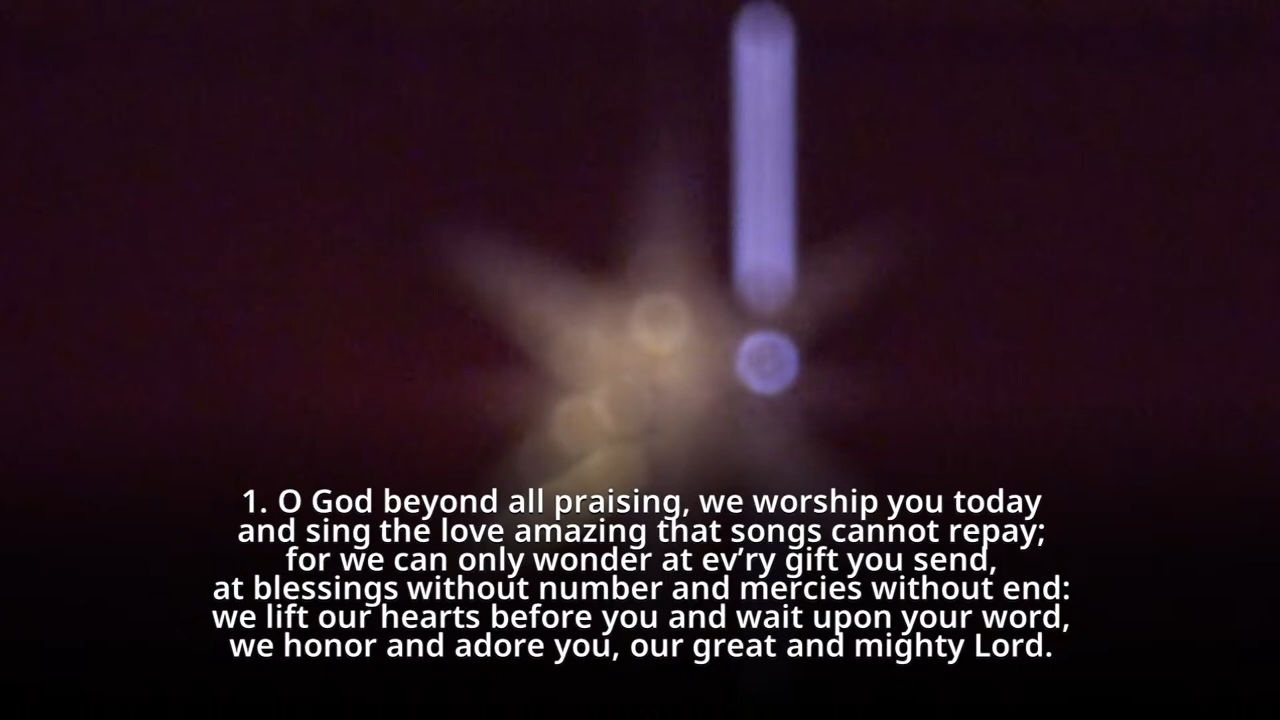 1. O God beyond all praising, we worship you today
and sing the love amazing that songs cannot repay;
for we can only wonder at ev’ry gift you send,
at blessings without number and mercies without end:
we lift our hearts before you and wait upon your word,
we honor and adore you, our great and mighty Lord.